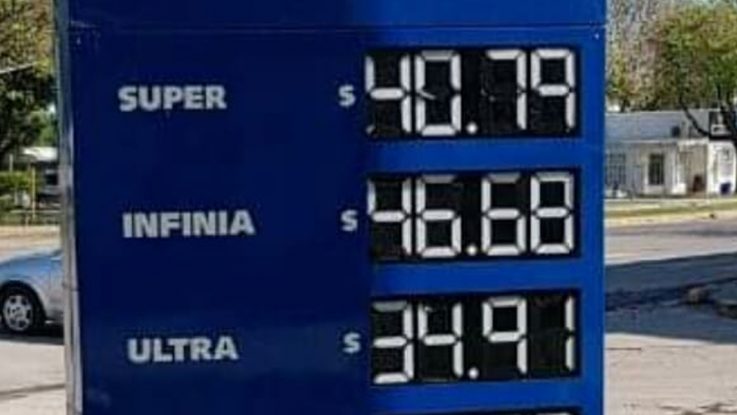 SUPER $ 40.79
INFINIA $ 46.68
ULTRA $ 34.91